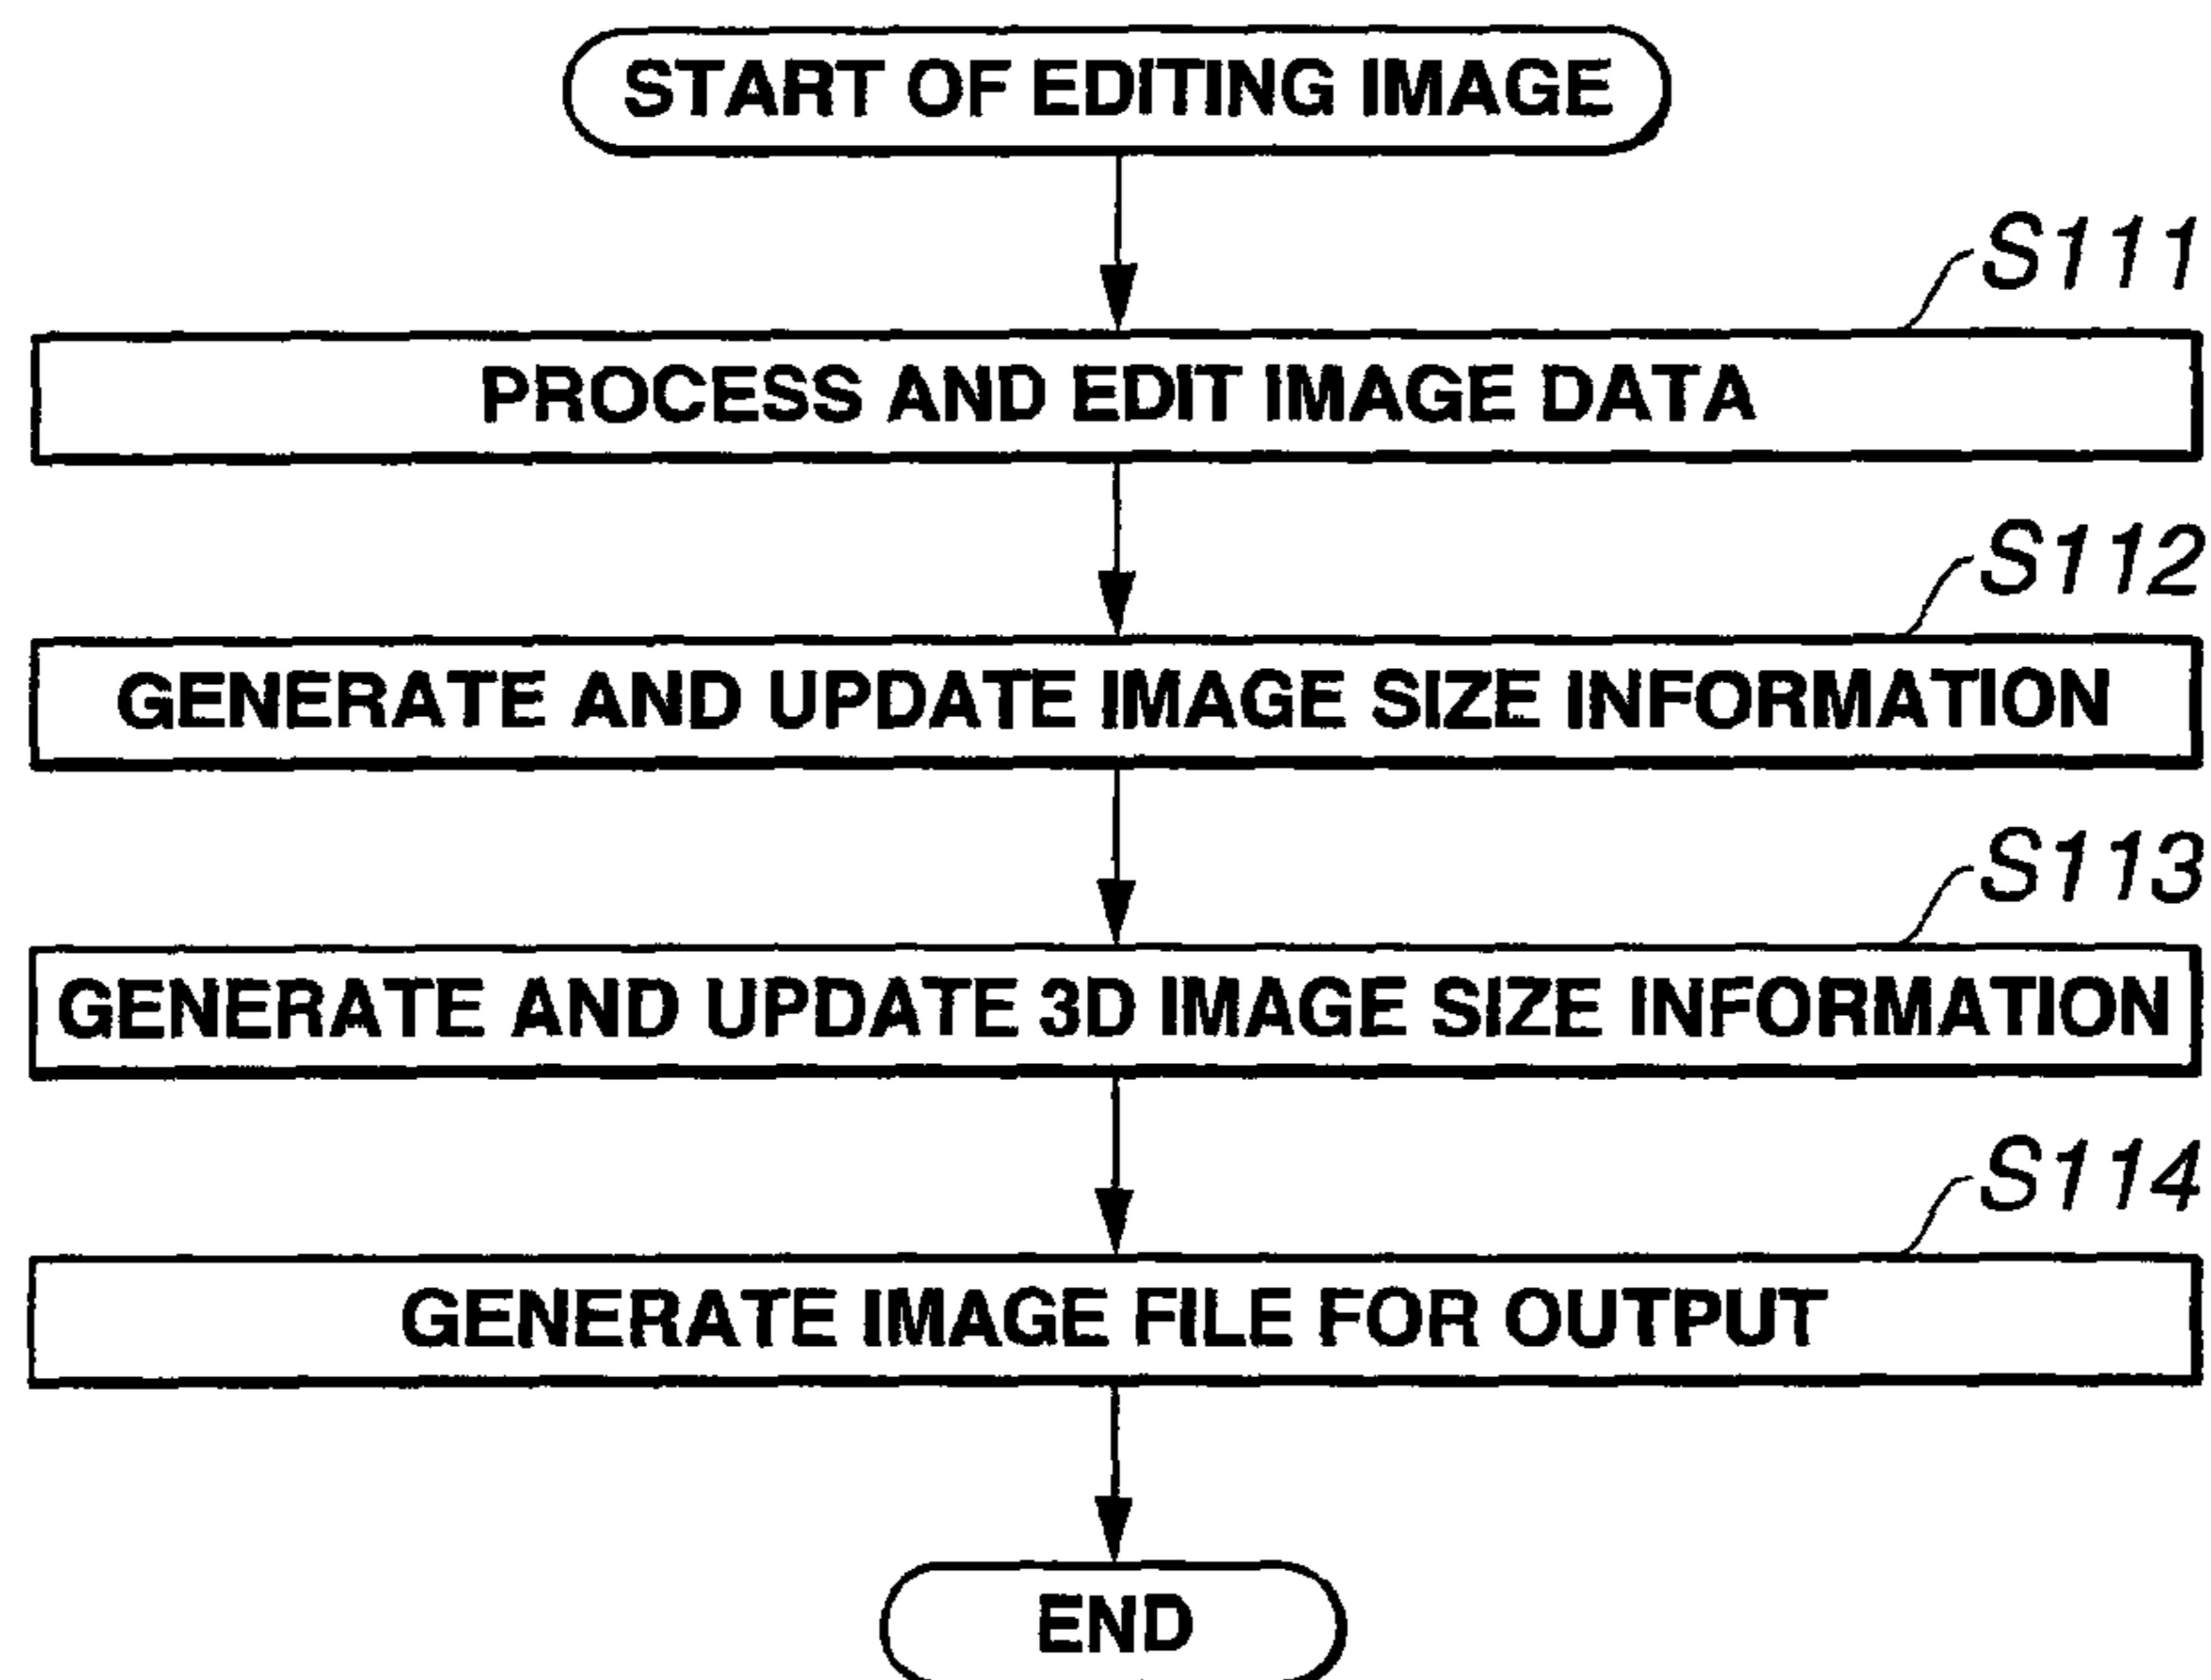 START OF EDITING IMAGE
S111
PROCESS AND EDIT IMAGE DATA
S112
GENERATE AND UPDATE IMAGE SIZE INFORMATION
S113
GENERATE AND UPDATE 3D IMAGE SIZE INFORMATION
S114
GENERATE IMAGE FILE FOR OUTPUT
END